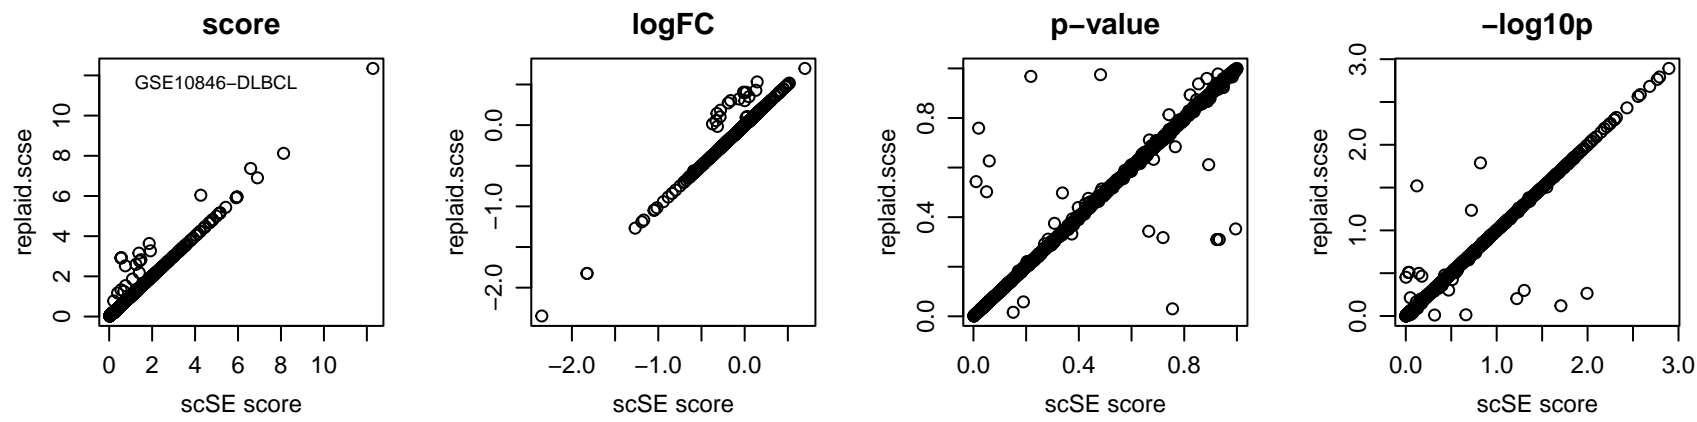 score
GSE10846−DLBCL
replaid.scse
0 2 4 6 8 10
0 2 4 6 8 10
scSE score
logFC
replaid.scse
−2.0 −1.0 0.0
−2.0 −1.0 0.0
scSE score
p−value
replaid.scse
0.0 0.4 0.8
0.0 0.4 0.8
scSE score
−log10p
replaid.scse
0.0 1.0 2.0 3.0
0.0 1.0 2.0 3.0
scSE score